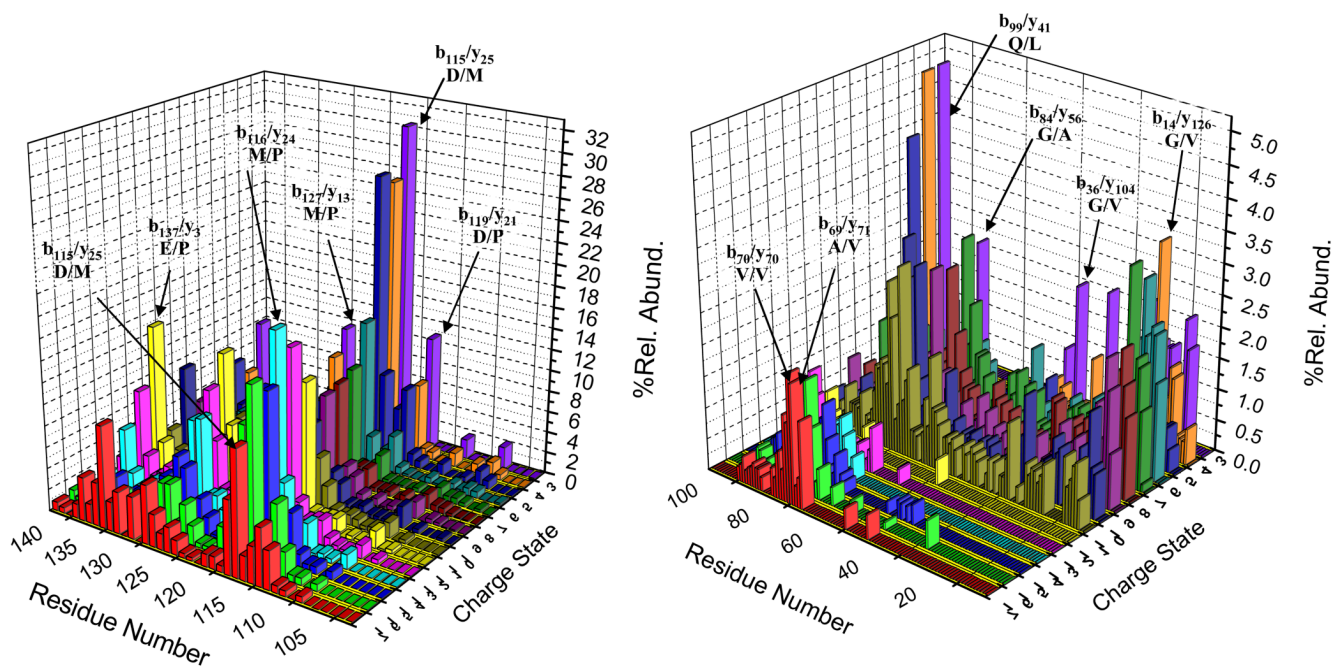 b115/y25
D/M
b116/y24
M/P
b127/y13
M/P
b137/y3
E/P
b119/y21
D/P
b115/y25
D/M
32
30
28
26
24
22
20
18
16
14
12
10
8
6
4
2
0
%Rel. Abund.
140
135
130
125
120
115
110
105
Residue Number
Charge State
b99/y41
Q/L
b84/y56
G/A
b14/y126
G/V
b36/y104
G/V
b69/y71
A/V
b70/y70
V/V
5.0
4.5
4.0
3.5
3.0
2.5
2.0
1.5
1.0
0.5
0.0
%Rel. Abund.
100
80
60
40
20
Residue Number
Charge State